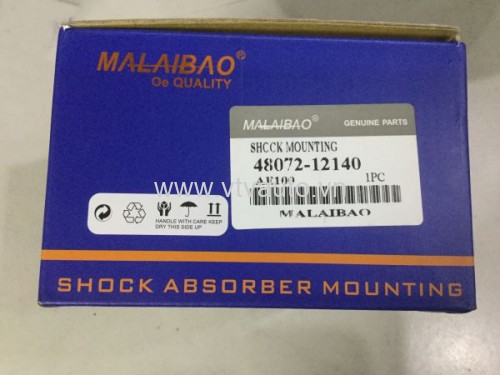 MALAIBAO®
Oe QUALITY
MALAIBAO® GENUINE PARTS
SHOCK MOUNTING
48072-12140
AE100 1PC
MALAIBAO
HANDLE WITH CARE KEEP
DRY THIS SIDE UP
SHOCK ABSORBER MOUNTING